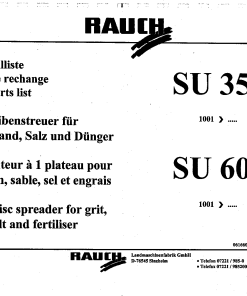 RAUCH
lliste
rechange
rts list
SU 35
1001 ❯ .....
ibenstreuer für
and, Salz und Dünger
teur à 1 plateau pour
n, sable, sel et engrais
SU 60
1001 ❯ .....
isc spreader for grit,
lt and fertiliser
RAUCH
Landmaschinenfabrik GmbH
D-76545 Sinzheim
• Telefon 07221 / 985-0
• Telefax 07221 / 985200